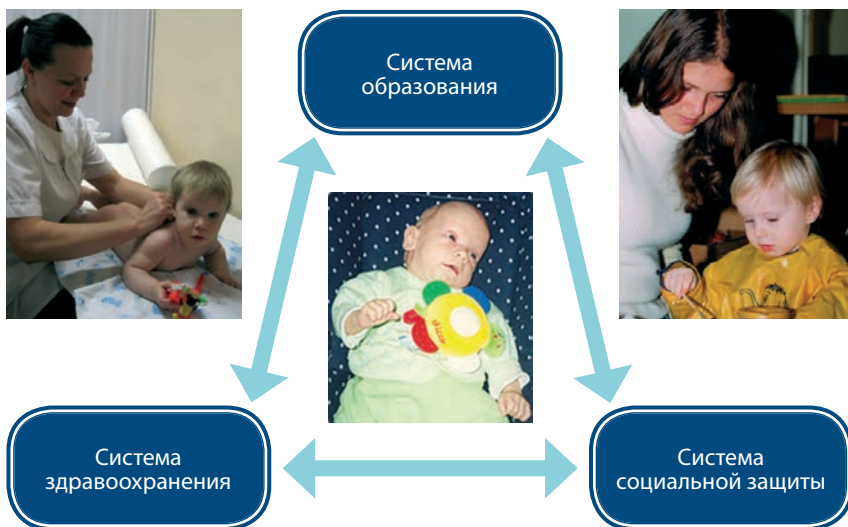 Система
образования
Система
здравоохранения
Система
социальной защиты